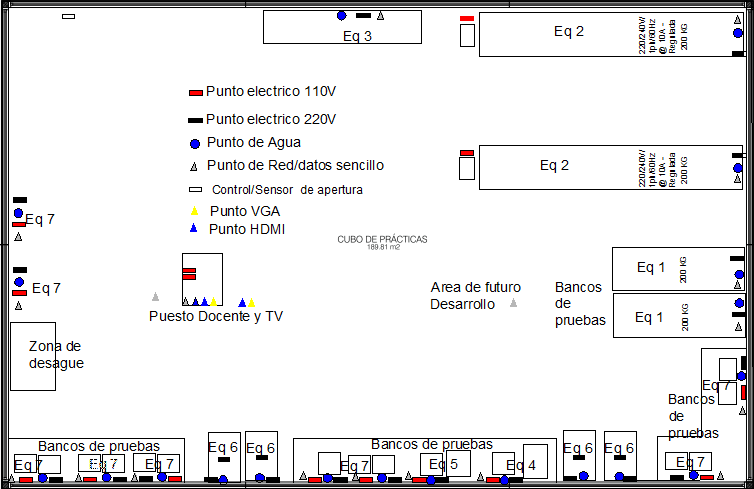 Eq 3
Eq 2
220/240V/
1ph/60Hz
@ 10A -
Regulada
200 KG
Punto electrico 110V
Punto electrico 220V
Punto de Agua
Punto de Red/datos sencillo
Control/Sensor de apertura
Punto VGA
Punto HDMI
Eq 2
220/240V/
1ph/60Hz
@ 10A -
Regulada
200 KG
Eq 7
CUBO DE PRÁCTICAS
189.81 m2
Eq 7
Eq 1
200 KG
Area de futuro
Desarrollo
Bancos
de
pruebas
Eq 1
200 KG
Puesto Docente y TV
Zona de
desague
Eq 7
Bancos
de
pruebas
Bancos de pruebas
Eq 7
Eq 7
Eq 7
Eq 6
Eq 6
Bancos de pruebas
Eq 7
Eq 5
Eq 4
Eq 6
Eq 6
Eq 7